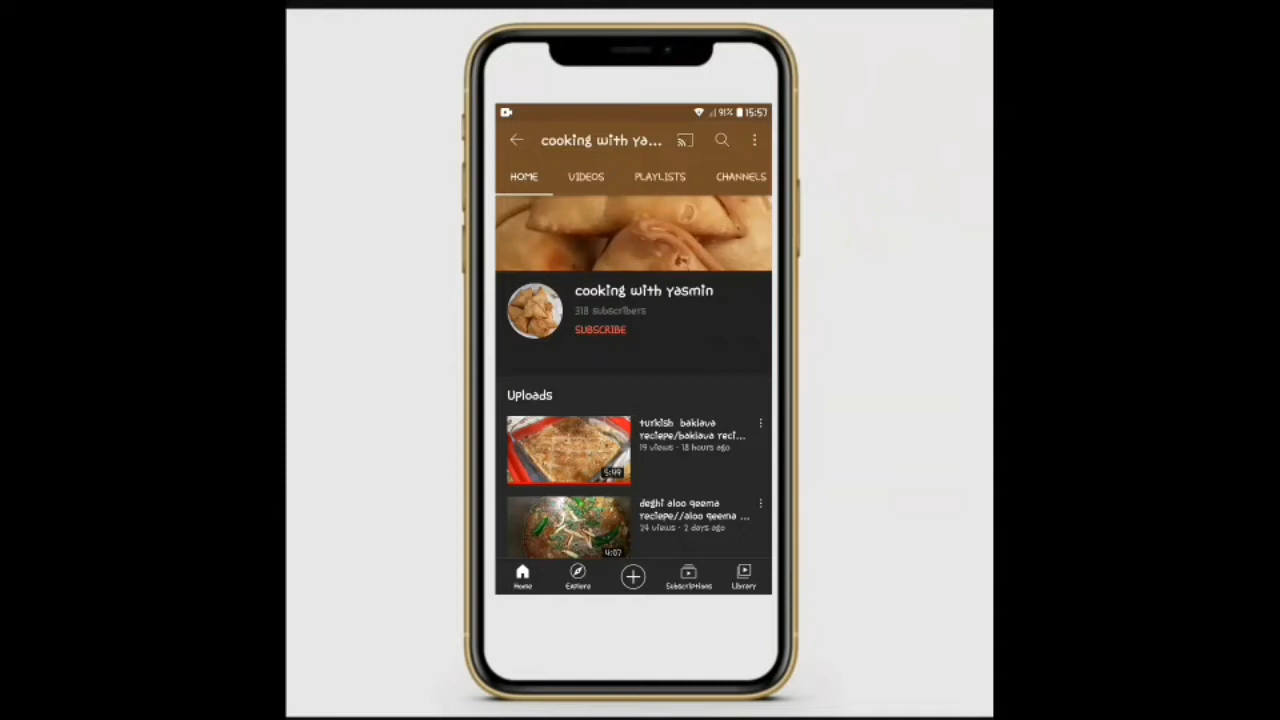 91% 15:57
cooking with ya...
HOME VIDEOS PLAYLISTS CHANNELS
cooking with yasmin
318 subscribers
SUBSCRIBE
Uploads
turkish baklava
reciepe/baklava reci...
19 views · 18 hours ago
5:49
deghi aloo qeema
reciepe//aloo qeema ...
24 views · 2 days ago
4:07
Home Explore Subscriptions Library